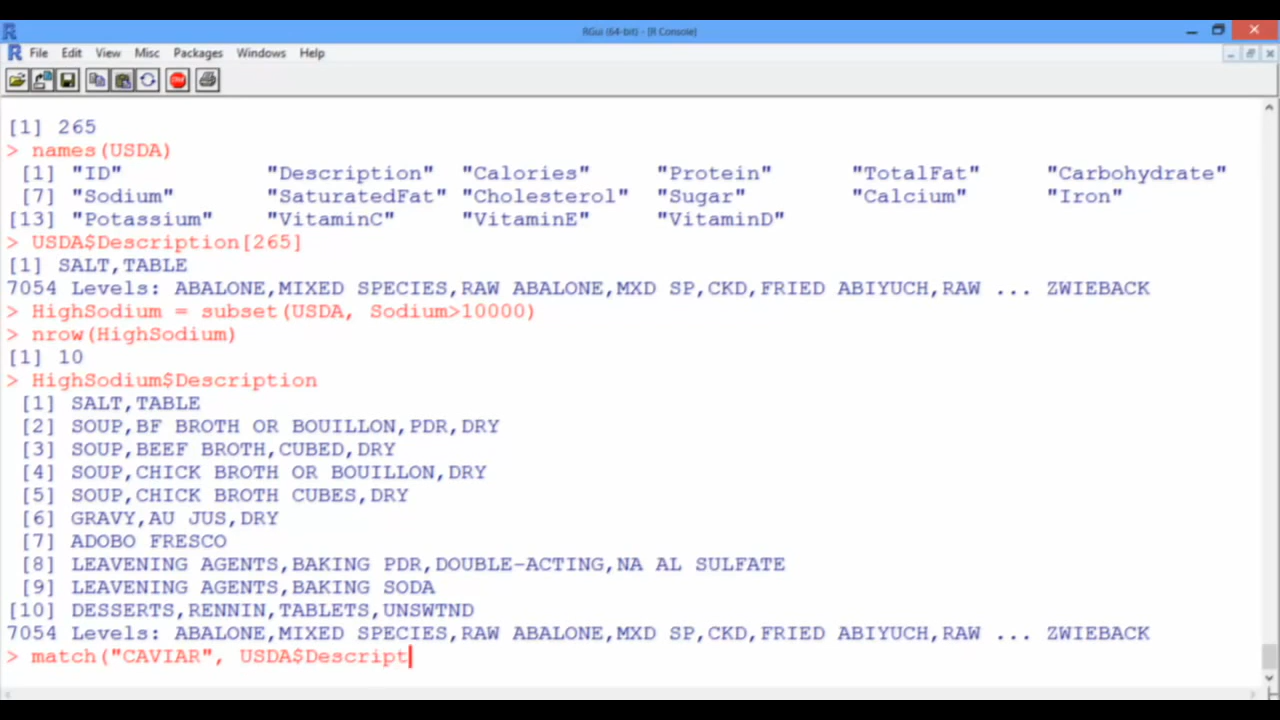 RGui (64-bit) - [R Console]
File Edit View Misc Packages Windows Help
STOP
[1] 265
> names(USDA)
[1] "ID" "Description" "Calories" "Protein" "TotalFat" "Carbohydrate"
[7] "Sodium" "SaturatedFat" "Cholesterol" "Sugar" "Calcium" "Iron"
[13] "Potassium" "VitaminC" "VitaminE" "VitaminD"
> USDA$Description[265]
[1] SALT,TABLE
7054 Levels: ABALONE,MIXED SPECIES,RAW ABALONE,MXD SP,CKD,FRIED ABIYUCH,RAW ... ZWIEBACK
> HighSodium = subset(USDA, Sodium>10000)
> nrow(HighSodium)
[1] 10
> HighSodium$Description
[1] SALT,TABLE
[2] SOUP,BF BROTH OR BOUILLON,PDR,DRY
[3] SOUP,BEEF BROTH,CUBED,DRY
[4] SOUP,CHICK BROTH OR BOUILLON,DRY
[5] SOUP,CHICK BROTH CUBES,DRY
[6] GRAVY,AU JUS,DRY
[7] ADOBO FRESCO
[8] LEAVENING AGENTS,BAKING PDR,DOUBLE-ACTING,NA AL SULFATE
[9] LEAVENING AGENTS,BAKING SODA
[10] DESSERTS,RENNIN,TABLETS,UNSWTND
7054 Levels: ABALONE,MIXED SPECIES,RAW ABALONE,MXD SP,CKD,FRIED ABIYUCH,RAW ... ZWIEBACK
> match("CAVIAR", USDA$Descript